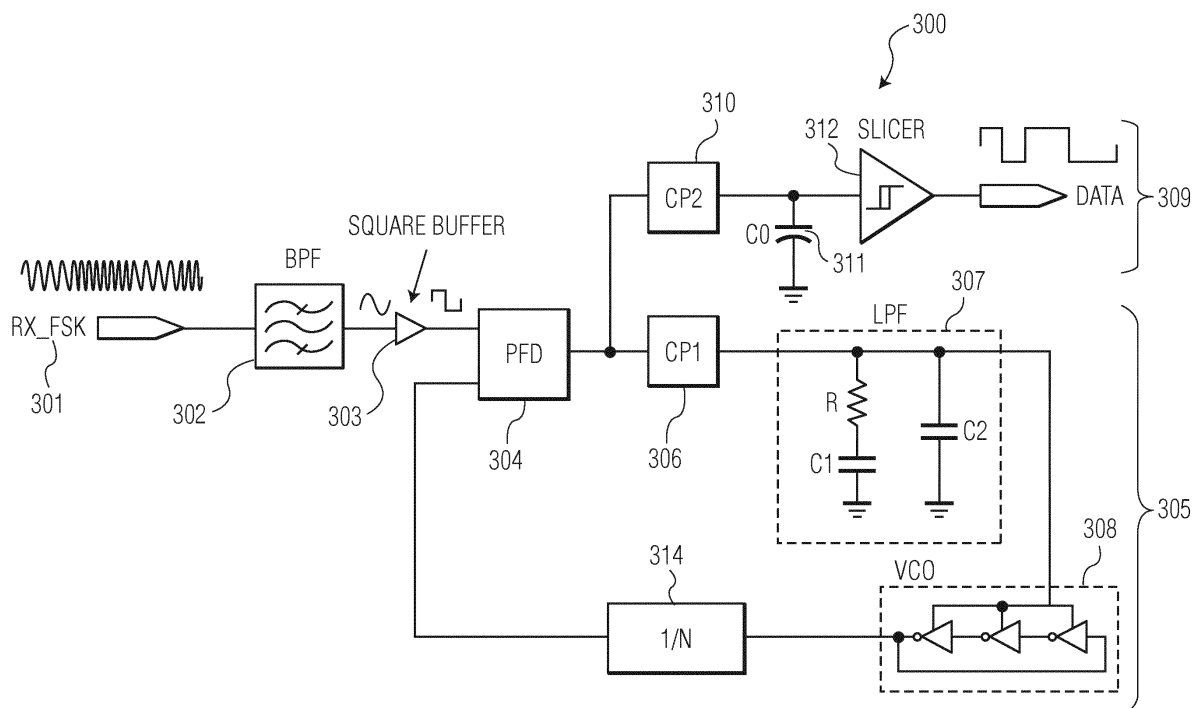 300
310
312
SLICER
CP2
DATA
309
C0
311
SQUARE BUFFER
BPF
RX_FSK
301
302
303
PFD
304
CP1
306
307
LPF
R
C1
C2
305
308
VCO
314
1/N